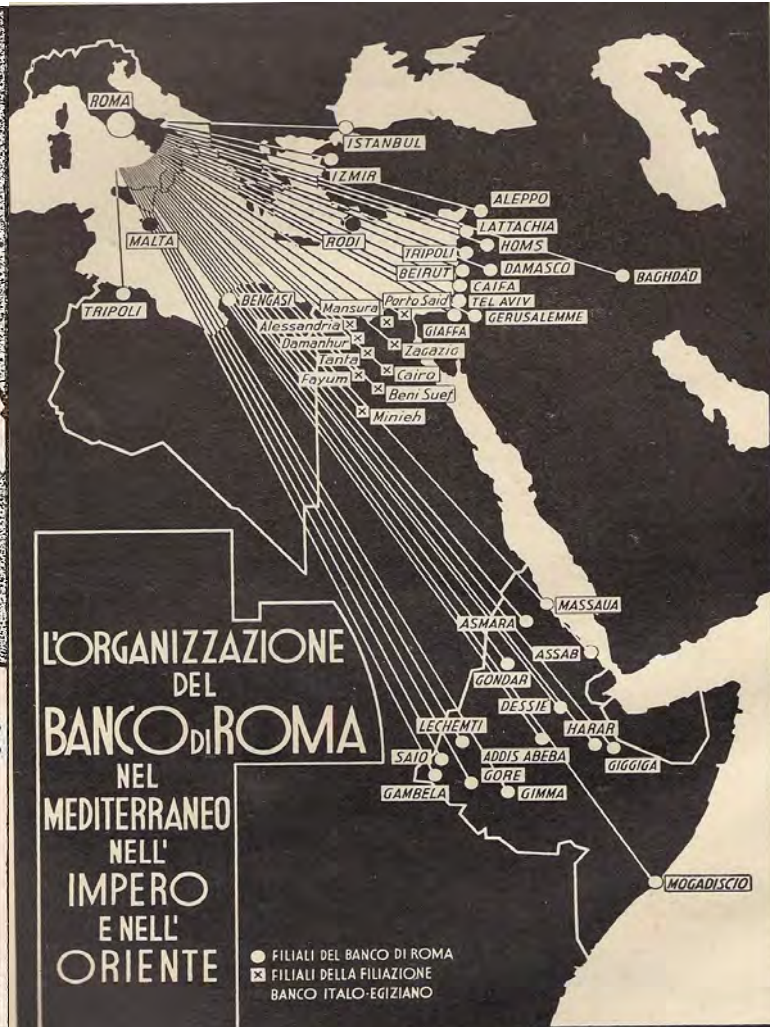 ROMA
ISTANBUL
IZMIR
ALEPPO
LATTACHIA
MALTA
RODI
HOMS
TRIPOLI
BEIRUT
DAMASCO
BAGHDÁD
CAIFA
TRIPOLI
BENGASI
Mansura
Porto Said
TEL AVIV
GERUSALEMME
Alessandria
GIAFFA
Damanhur
Zagazig
Tanta
Fayum
Cairo
Beni Suef
Minieh
MASSAUA
ASMARA
ASSAB
GONDAR
DESSIE
LECHEMTI
HARAR
SAIO
ADDIS ABEBA
GIGGIGA
GORE
GAMBELA
GIMMA
MOGADISCIO
L'ORGANIZZAZIONE
DEL
BANCO DI ROMA
NEL
MEDITERRANEO
NELL'
IMPERO
E NELL'
ORIENTE
FILIALI DEL BANCO DI ROMA
FILIALI DELLA FILIAZIONE
BANCO ITALO-EGIZIANO